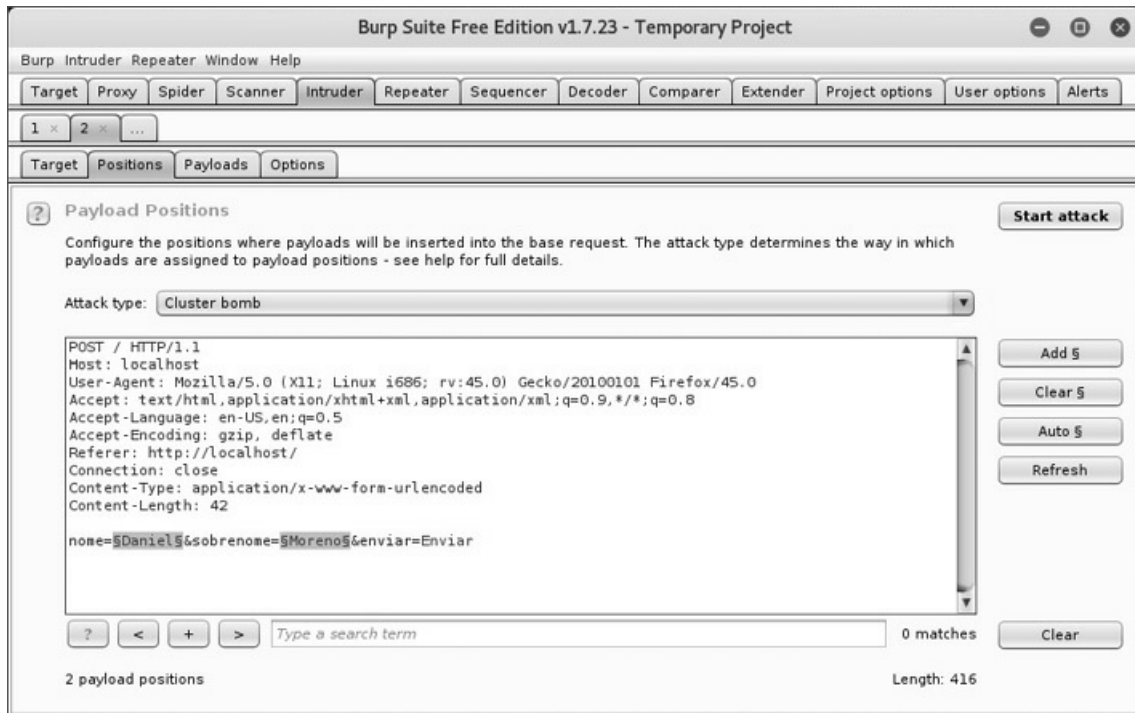 Burp Suite Free Edition v1.7.23 - Temporary Project
Burp Intruder Repeater Window Help
Target Proxy Spider Scanner Intruder Repeater Sequencer Decoder Comparer Extender Project options User options Alerts
1 × 2 × ...
Target Positions Payloads Options
? Payload Positions
Start attack
Configure the positions where payloads will be inserted into the base request. The attack type determines the way in which
payloads are assigned to payload positions - see help for full details.
Attack type: Cluster bomb
POST / HTTP/1.1
Host: localhost
User-Agent: Mozilla/5.0 (X11; Linux i686; rv:45.0) Gecko/20100101 Firefox/45.0
Accept: text/html,application/xhtml+xml,application/xml;q=0.9,*/*;q=0.8
Accept-Language: en-US,en;q=0.5
Accept-Encoding: gzip, deflate
Referer: http://localhost/
Connection: close
Content-Type: application/x-www-form-urlencoded
Content-Length: 42
nome=§Daniel§&sobrenome=§Moreno§&enviar=Enviar
Add §
Clear §
Auto §
Refresh
? < + > Type a search term 0 matches Clear
2 payload positions Length: 416